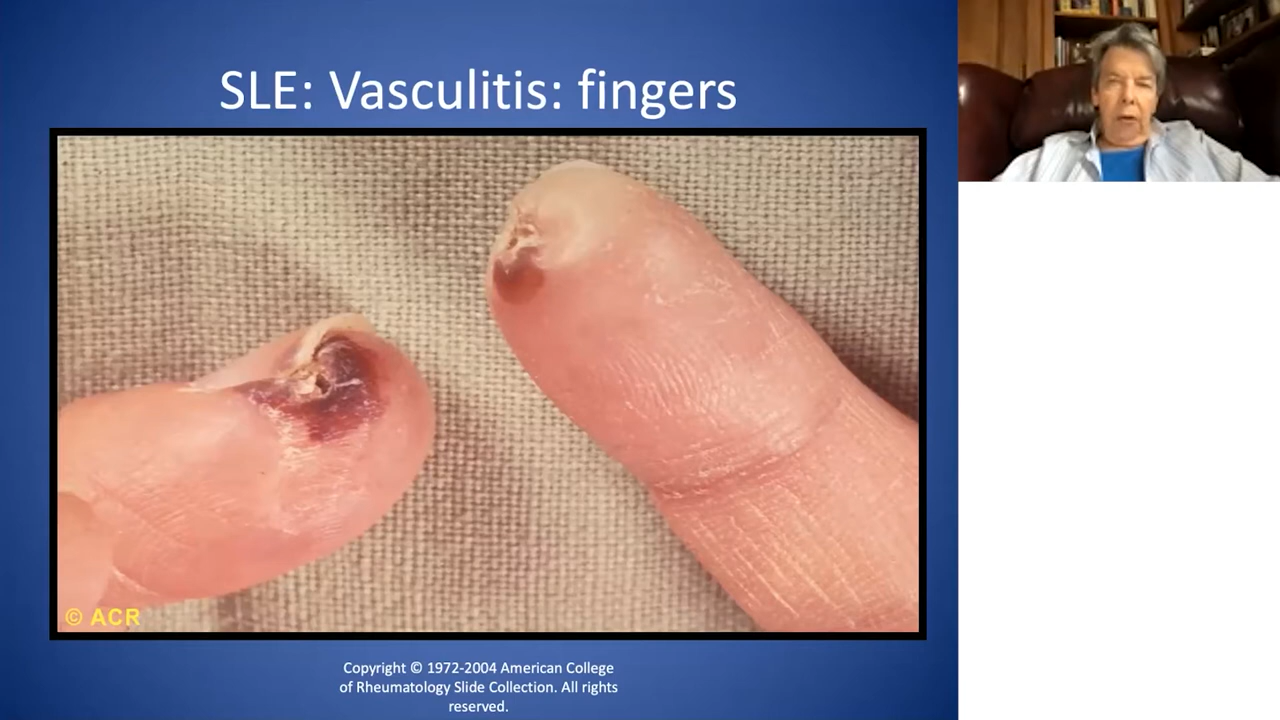 SLE: Vasculitis: fingers
© ACR
Copyright © 1972-2004 American College
of Rheumatology Slide Collection. All rights
reserved.